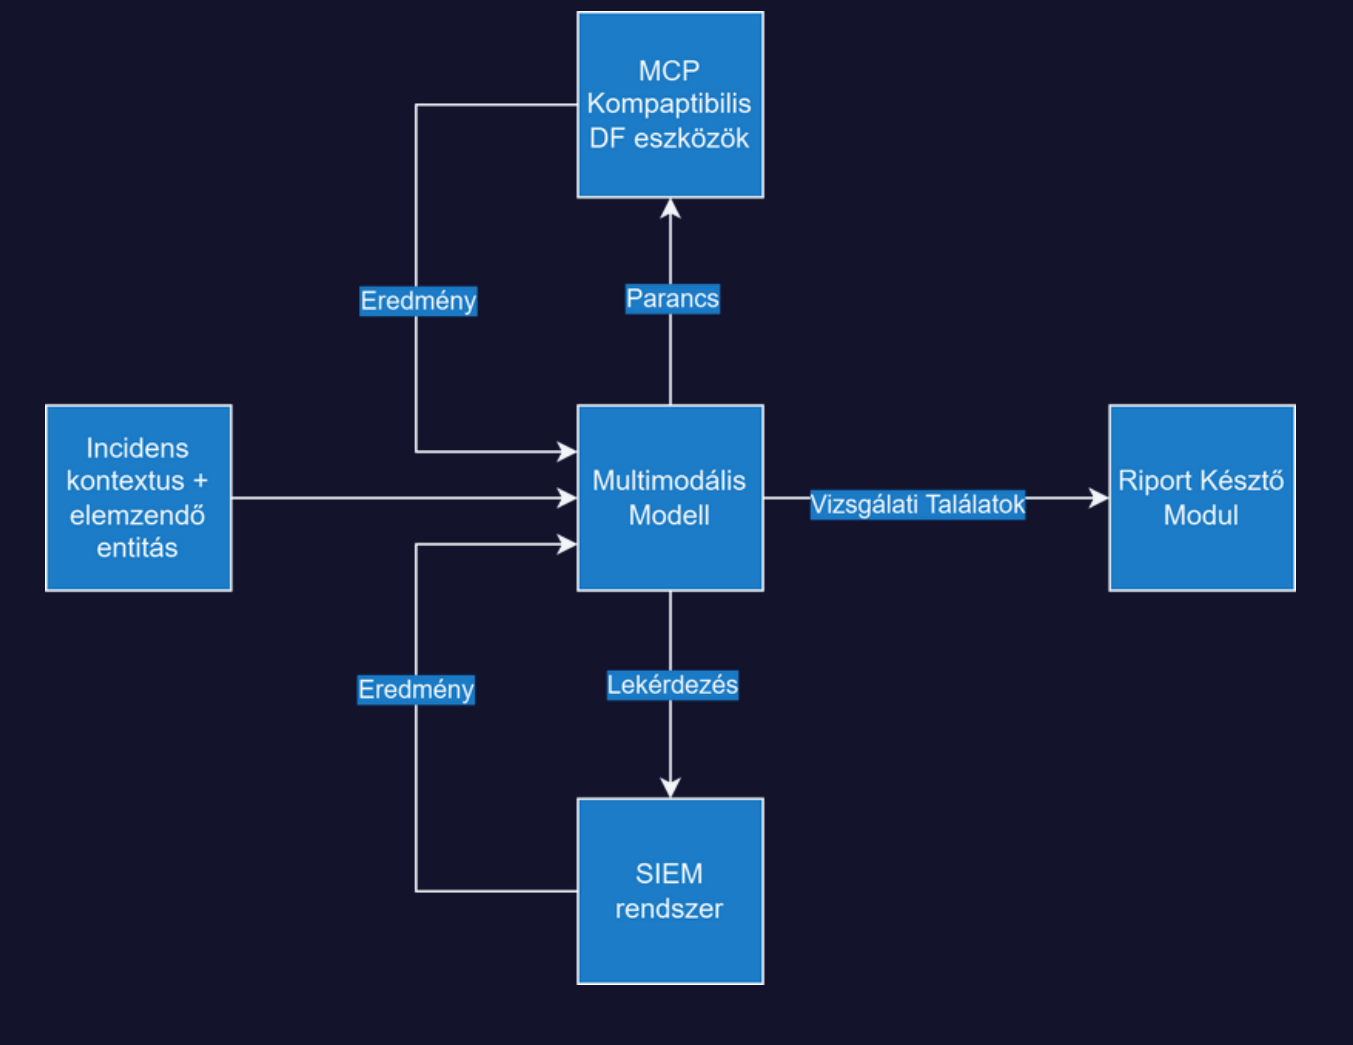 MCP
Kompaptibilis
DF eszközök
Eredmény
Parancs
Incidens
kontextus +
elemzendő
entitás
Multimodális
Modell
Vizsgálati Találatok
Riport Késztő
Modul
Eredmény
Lekérdezés
SIEM
rendszer